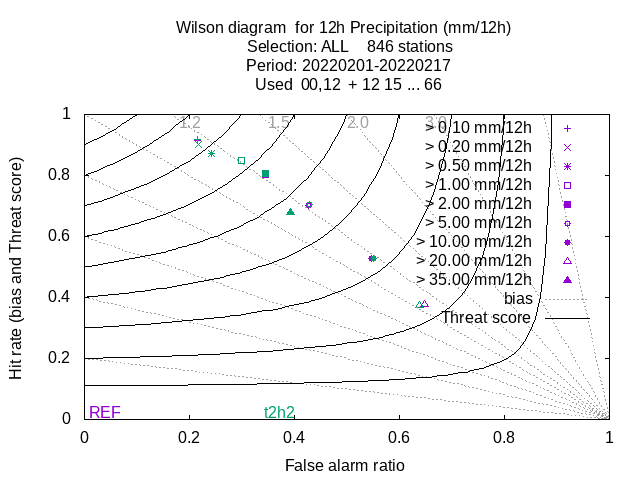 Wilson diagram  for 12h Precipitation (mm/12h)
Selection: ALL    846 stations
Period: 20220201-20220217
Used  00,12  + 12 15 ... 66
Hit rate (bias and Threat score)
1
0.8
0.6
0.4
0.2
0
1.2 1.5 2.0 3.0
> 0.10 mm/12h
> 0.20 mm/12h
> 0.50 mm/12h
> 1.00 mm/12h
> 2.00 mm/12h
> 5.00 mm/12h
> 10.00 mm/12h
> 20.00 mm/12h
> 35.00 mm/12h
bias
Threat score
REF t2h2
0 0.2 0.4 0.6 0.8 1
False alarm ratio